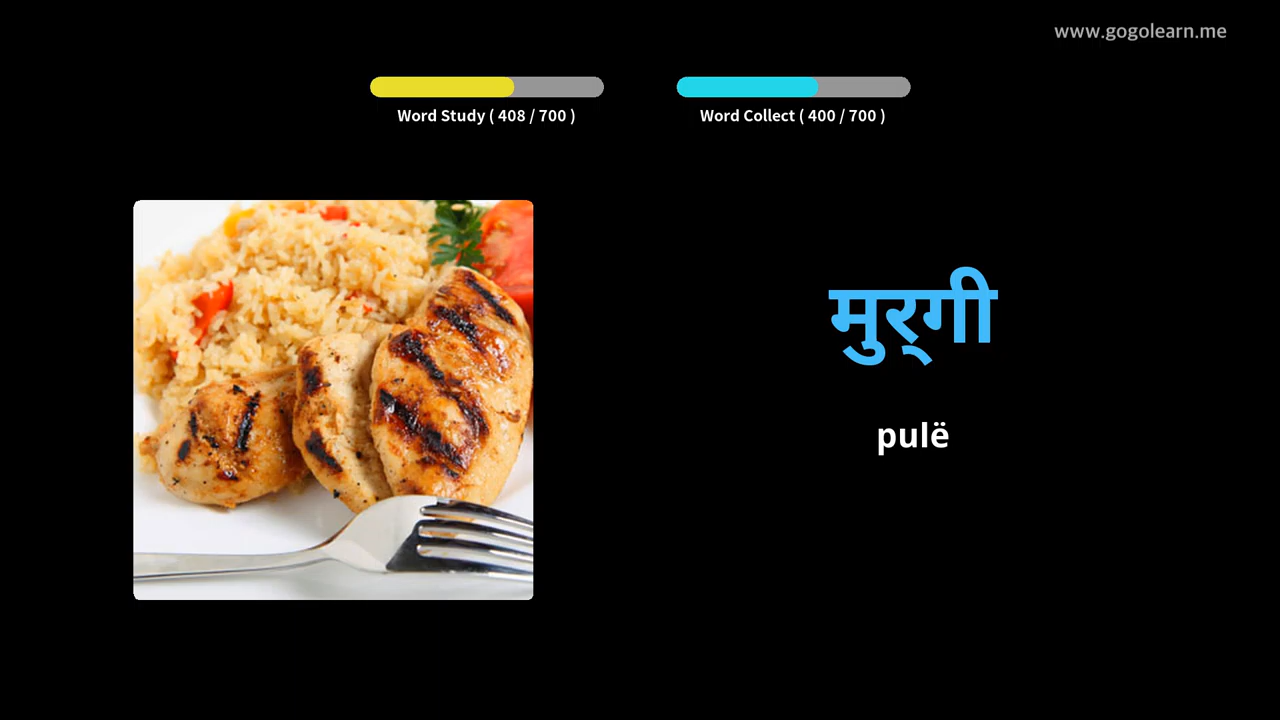 www.gogolearn.me
Word Study ( 408 / 700 )
Word Collect ( 400 / 700 )
मुर्‌गी
pulë